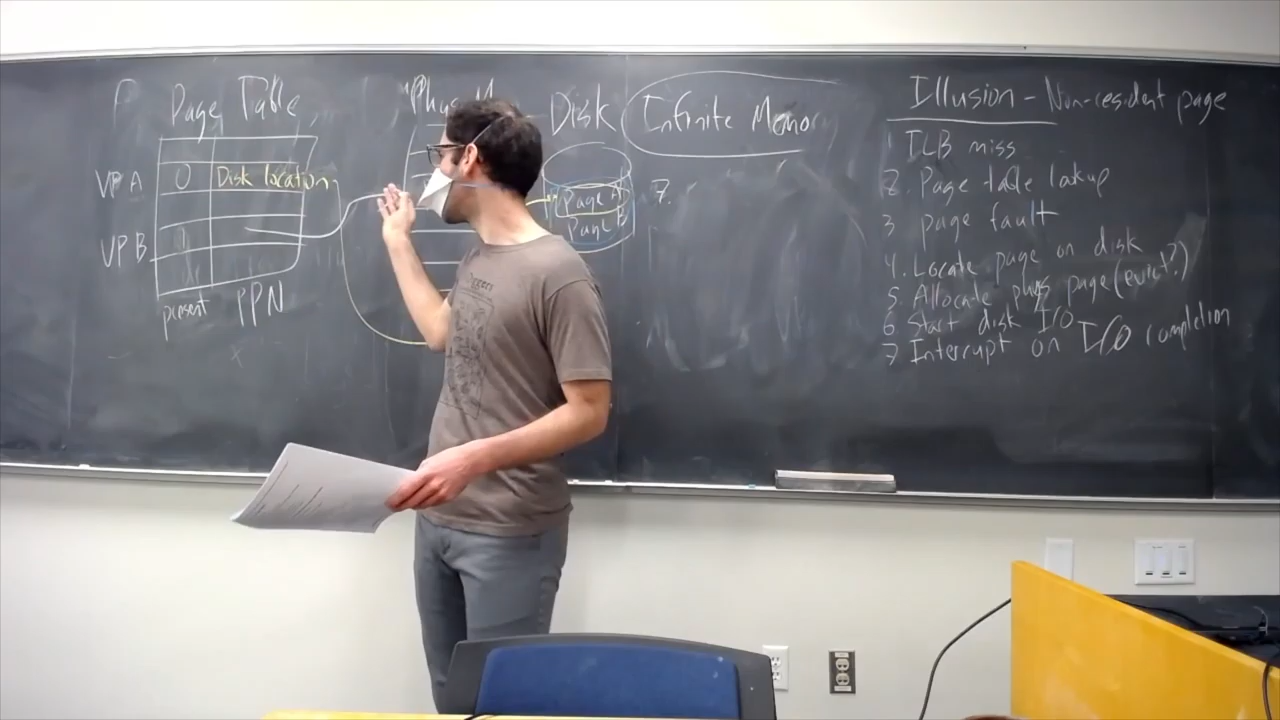 Page Table
VP A
0
Disk location
VP B
present
PPN
Phys M
Disk
Page A
Page B
Infinite Memo
7.
Illusion - Non-resident page
1 TLB miss
2. Page table lookup
3 page fault
4. Locate page on disk
5. Allocate phys page (evict?)
6 Start disk I/O
7 Interrupt on I/O completion